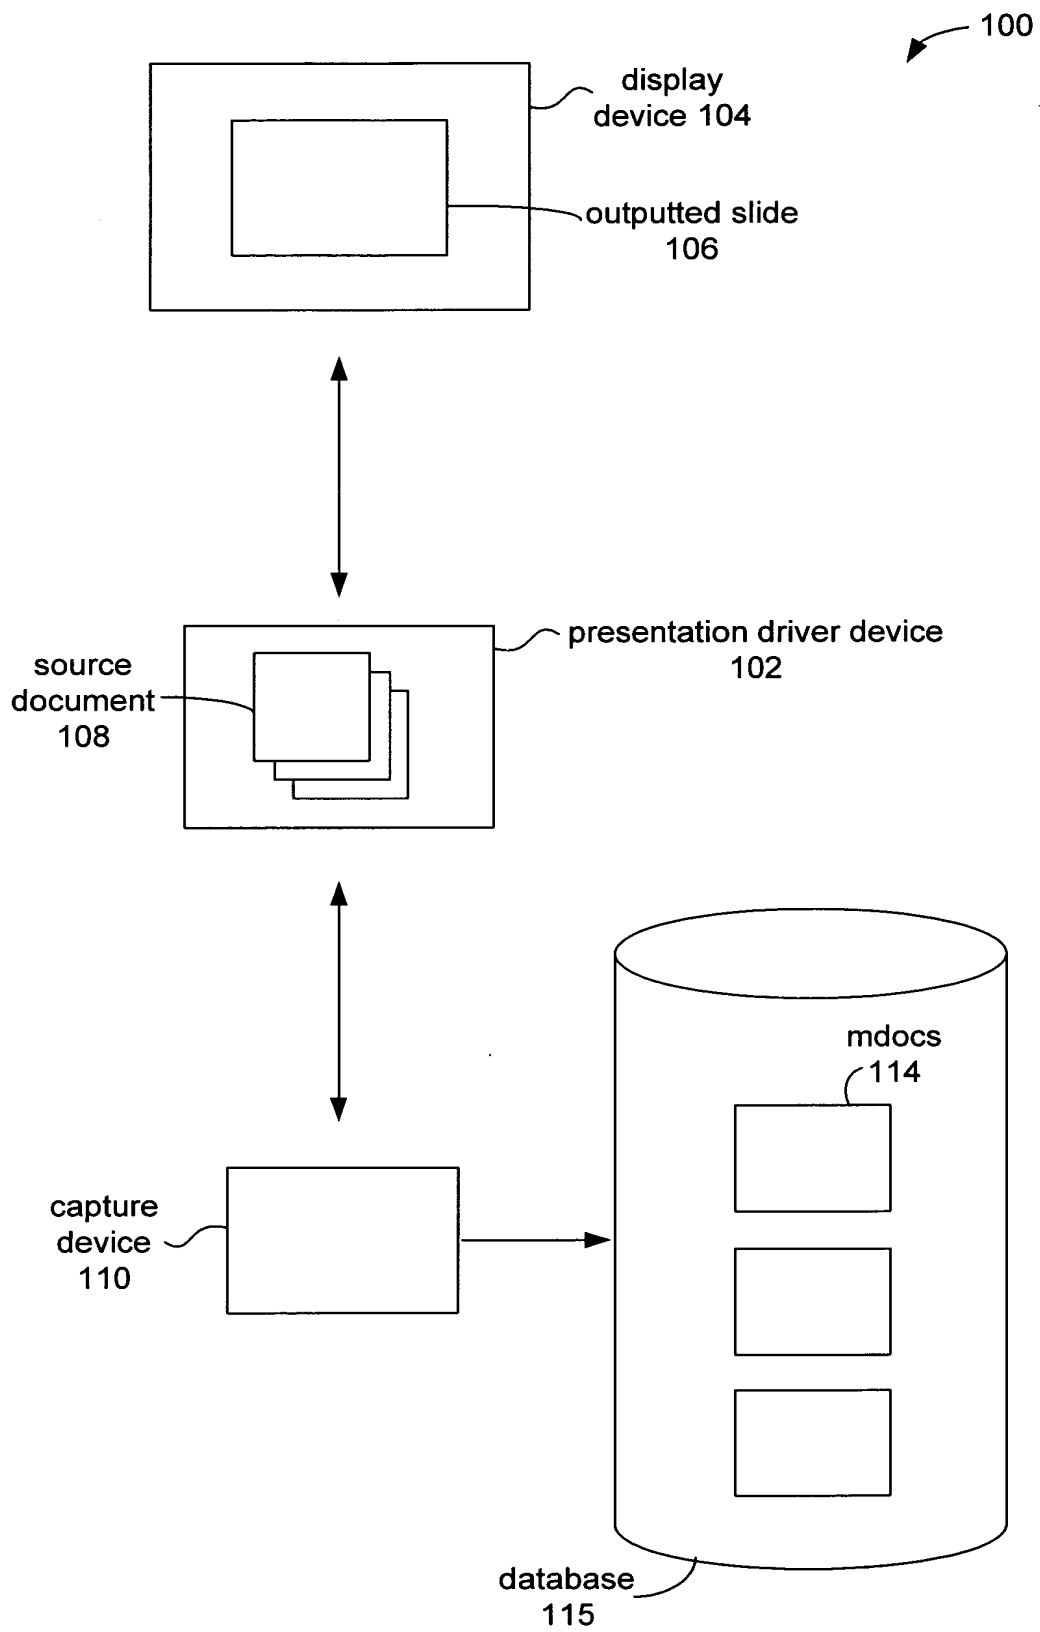 100
display
device 104
outputted slide
106
presentation driver device
102
source
document
108
mdocs
114
capture
device
110
database
115